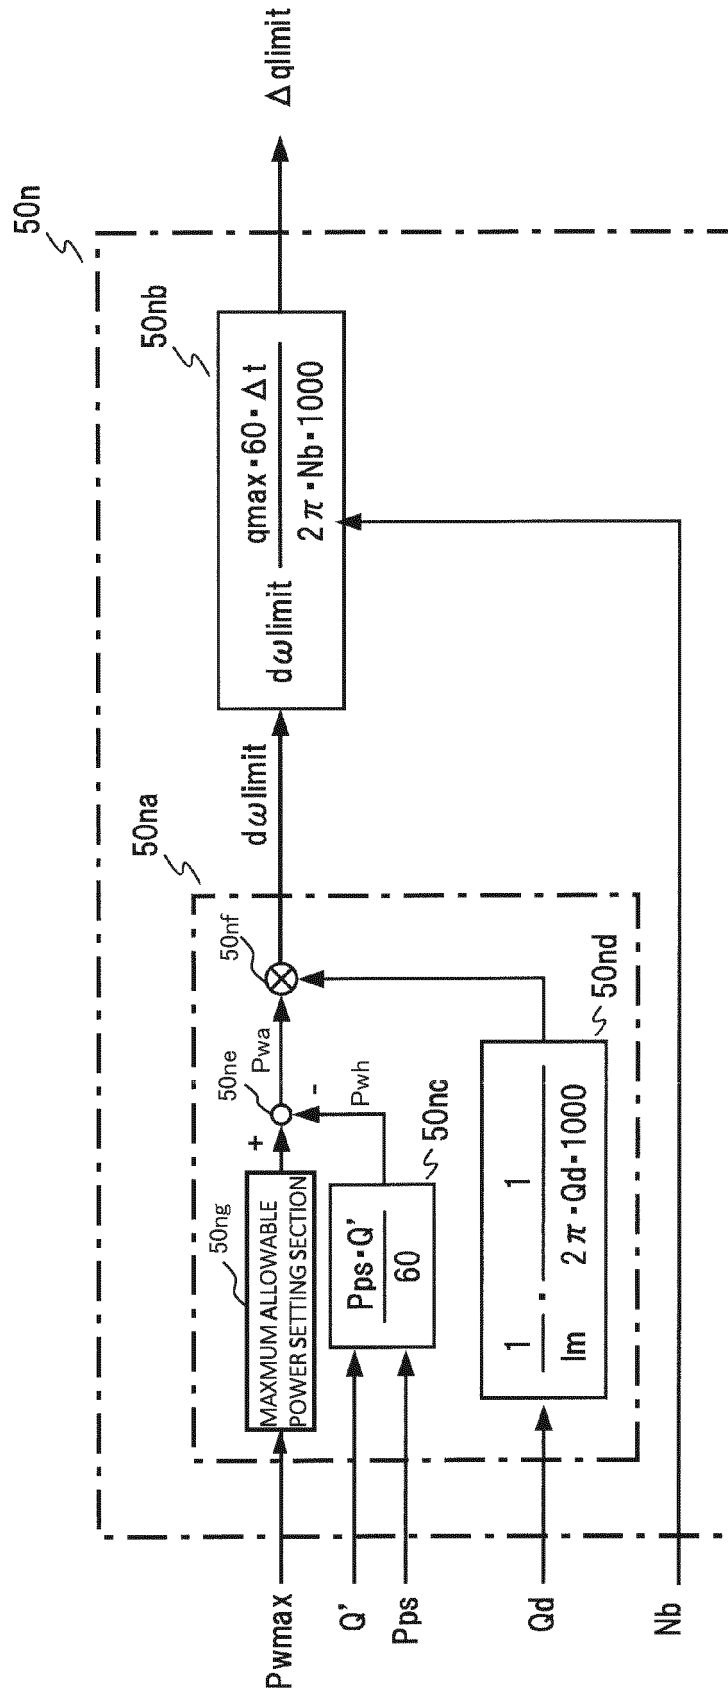 50n
50na
50ng
MAXMUM ALLOWABLE
POWER SETTING SECTION
50ne
50nf
50nb
Pwmax
+
Pwa
dωlimit
dωlimit qmax・60・Δt
2π・Nb・1000
Δqlimit
-
Pwh
Q'
Pps
Pps・Q'
60
50nc
Qd
1 ・ 1
Im 2π・Qd・1000
50nd
Nb